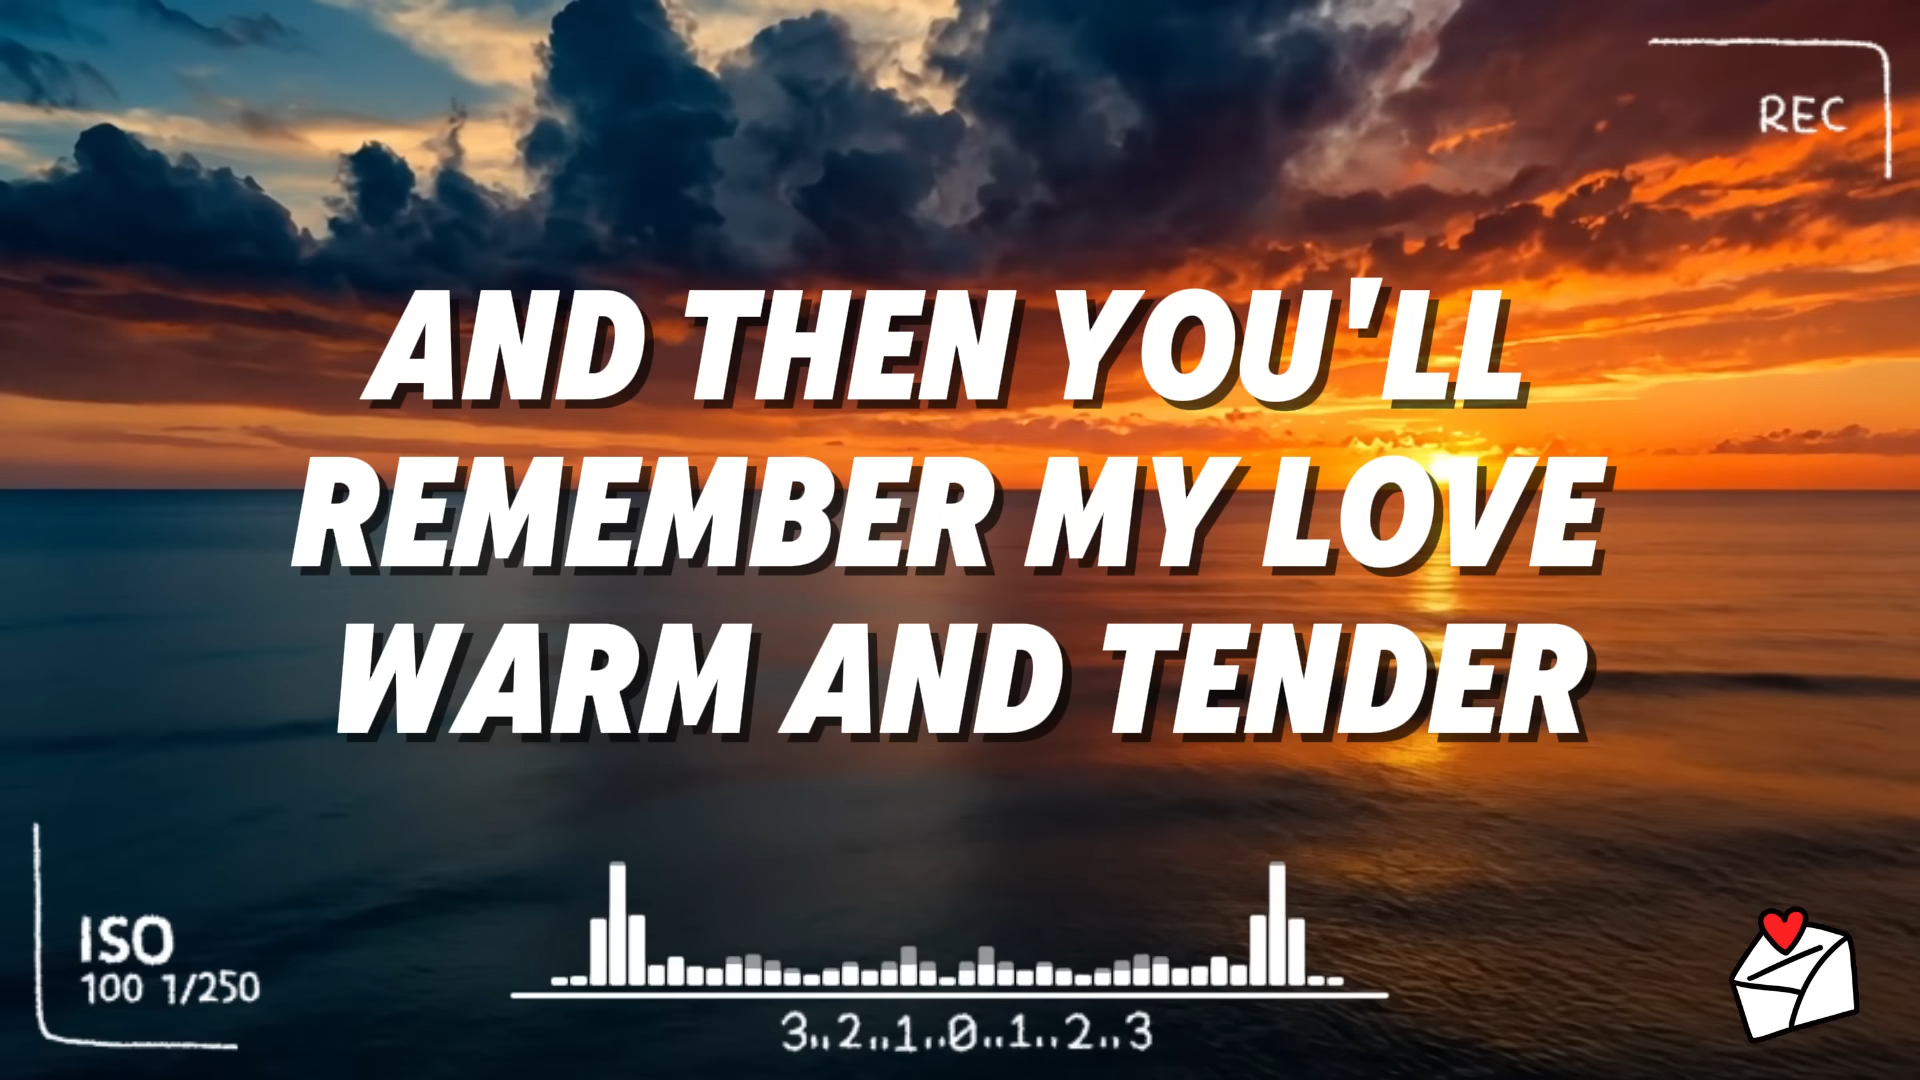 REC
AND THEN YOU'LL
REMEMBER MY LOVE
WARM AND TENDER
ISO
100 1/250
3..2..1..0..1..2..3